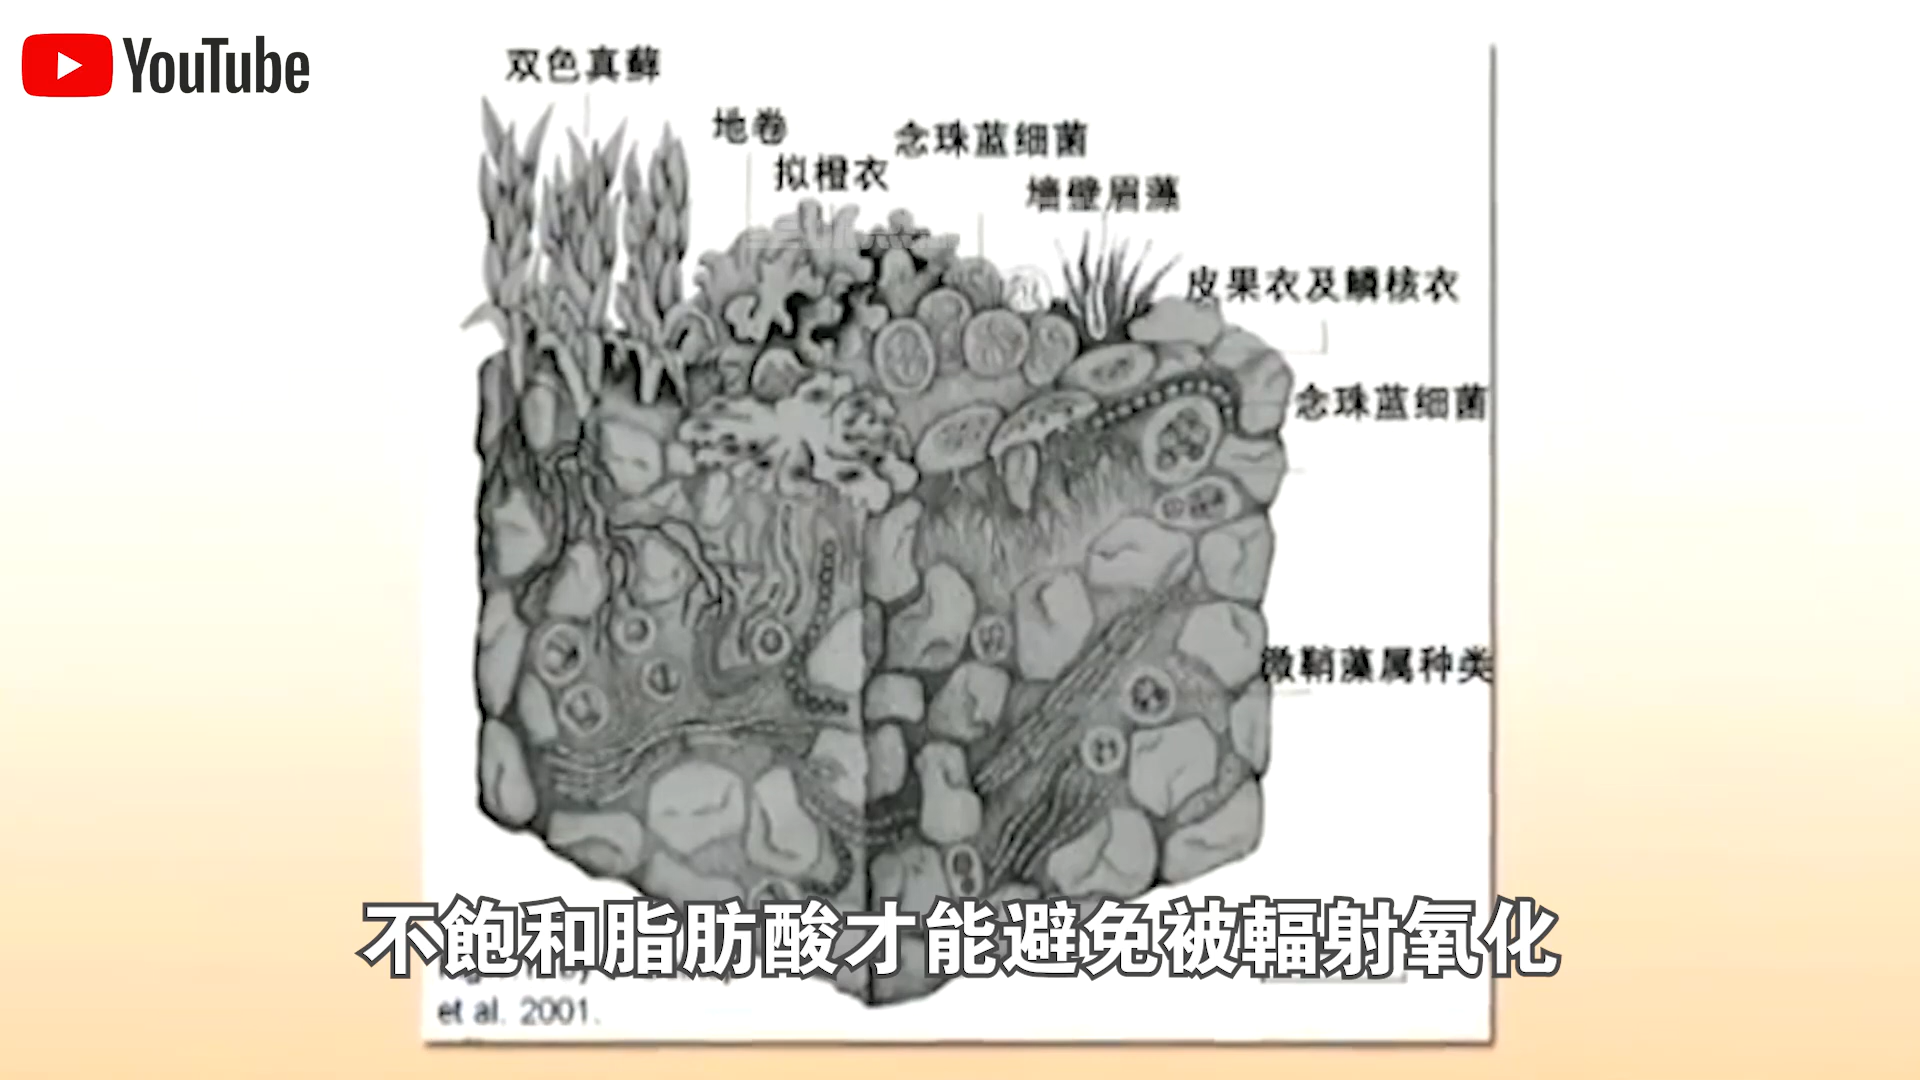 YouTube
双色真藓
地卷
念珠蓝细菌
拟橙衣
墙壁眉藻
皮果衣及鳞核衣
念珠蓝细菌
微鞘藻属种类
不飽和脂肪酸才能避免被輻射氧化
et al. 2001.